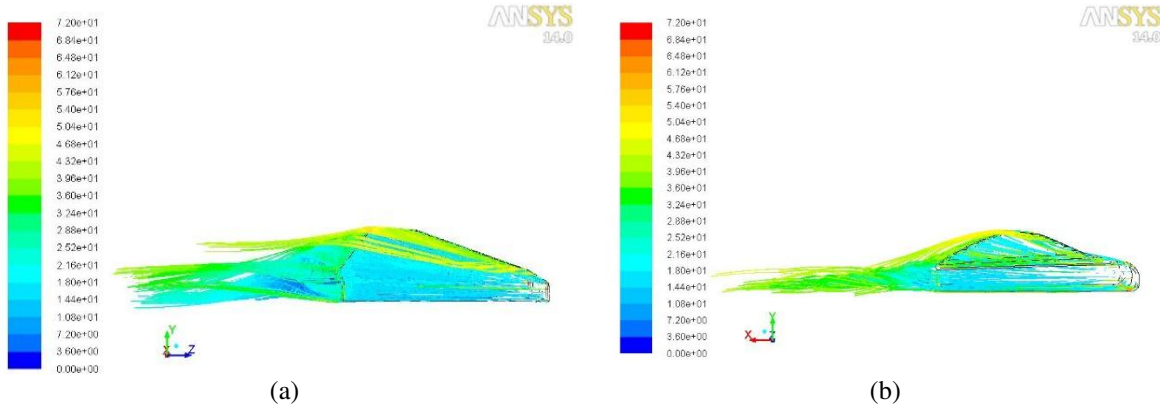 ANSYS
14.0
7.20e+01
6.84e+01
6.48e+01
6.12e+01
5.76e+01
5.40e+01
5.04e+01
4.68e+01
4.32e+01
3.96e+01
3.60e+01
3.24e+01
2.88e+01
2.52e+01
2.16e+01
1.80e+01
1.44e+01
1.08e+01
7.20e+00
3.60e+00
0.00e+00
Y
X
Z
(a)
ANSYS
14.0
7.20e+01
6.84e+01
6.48e+01
6.12e+01
5.76e+01
5.40e+01
5.04e+01
4.68e+01
4.32e+01
3.96e+01
3.60e+01
3.24e+01
2.88e+01
2.52e+01
2.16e+01
1.80e+01
1.44e+01
1.08e+01
7.20e+00
3.60e+00
0.00e+00
Y
X
Z
(b)